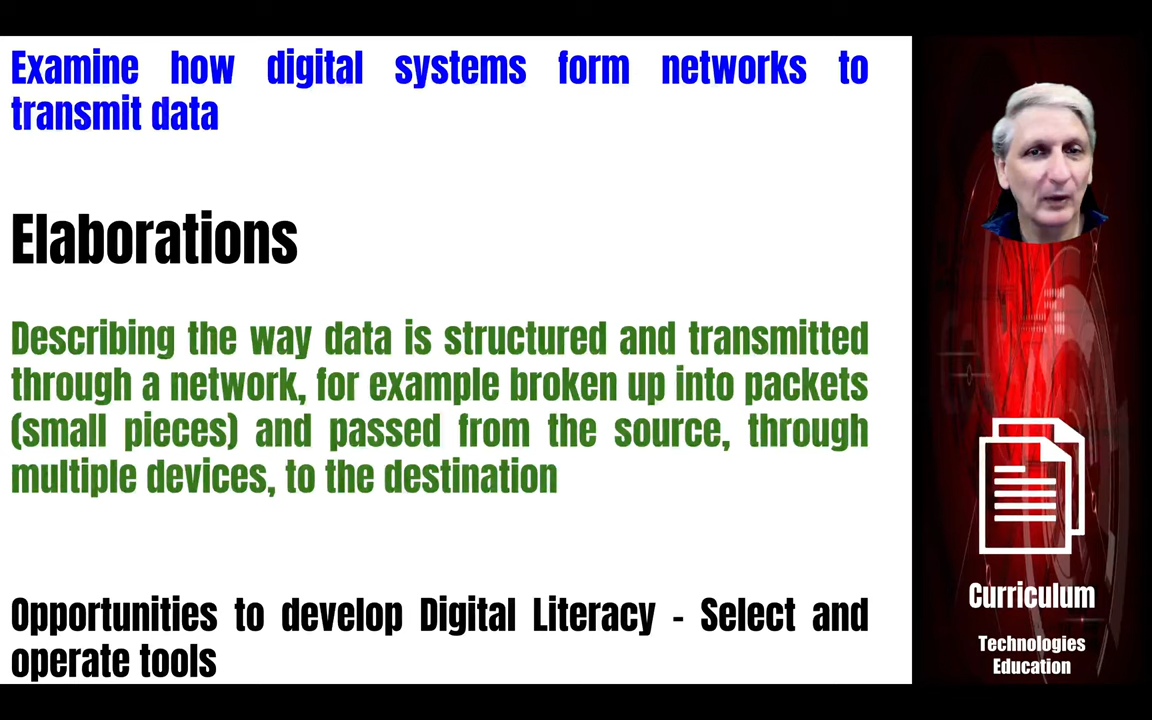 Examine how digital systems form networks to
transmit data
Elaborations
Describing the way data is structured and transmitted
through a network, for example broken up into packets
(small pieces) and passed from the source, through
multiple devices, to the destination
Opportunities to develop Digital Literacy - Select and
operate tools
Curriculum
Technologies
Education